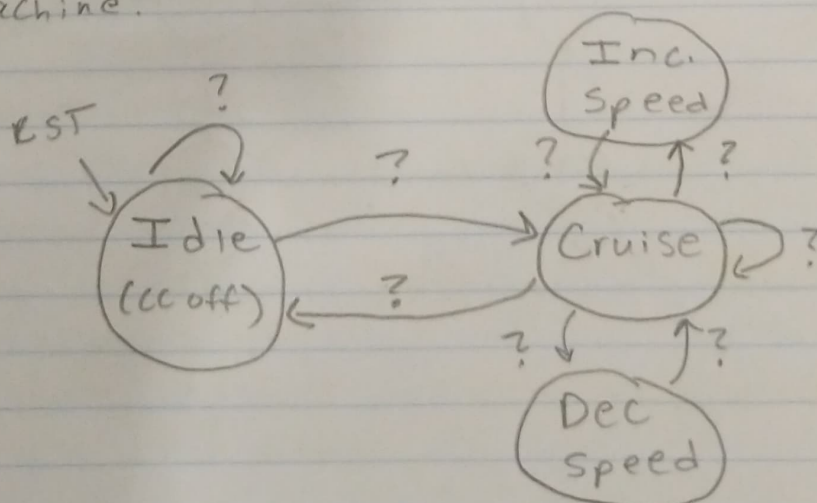 achine.
Inc.
Speed
?
RST
?
?
?
Idle
(CC off)
Cruise
?
?
?
?
Dec
Speed